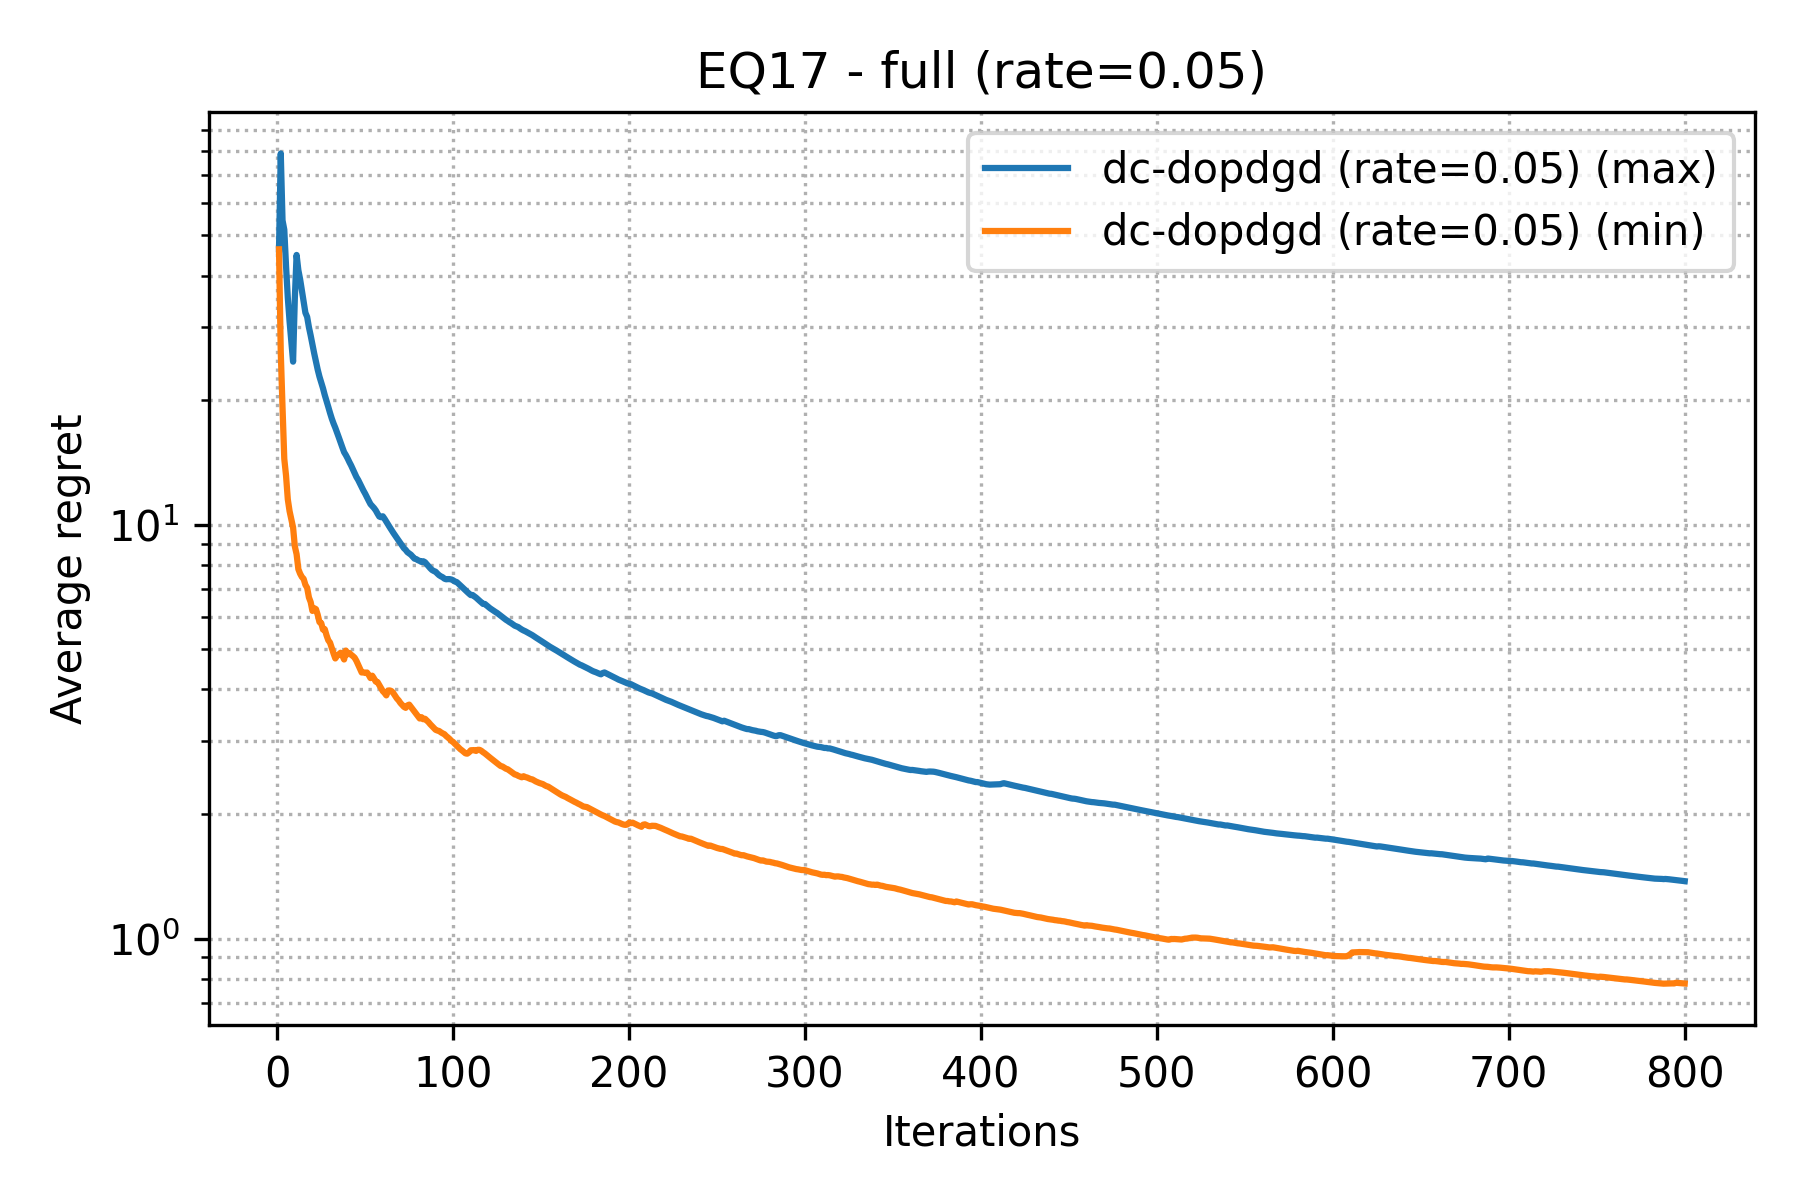 EQ17 - full (rate=0.05)
dc-dopdgd (rate=0.05) (max)
dc-dopdgd (rate=0.05) (min)
Average regret
10¹
10⁰
0 100 200 300 400 500 600 700 800
Iterations